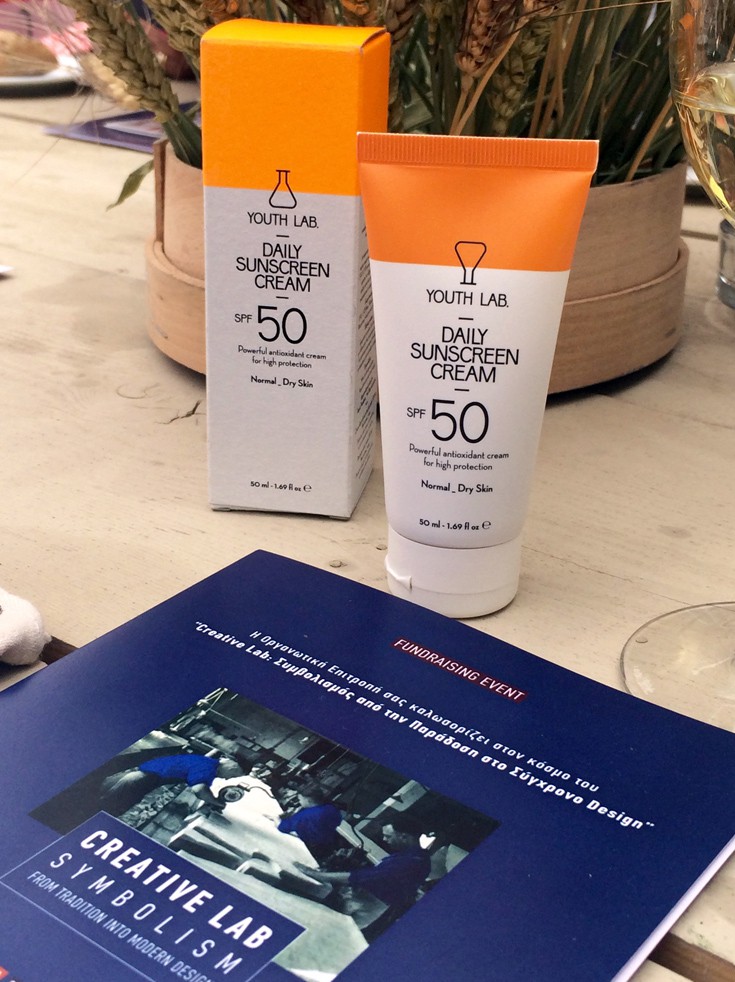 YOUTH LAB.
DAILY
SUNSCREEN
CREAM
SPF 50
Powerful antioxidant cream
for high protection
Normal _ Dry Skin
50 ml - 1.69 fl oz ℮
YOUTH LAB.
DAILY
SUNSCREEN
CREAM
SPF 50
Powerful antioxidant cream
for high protection
Normal _ Dry Skin
50 ml - 1.69 fl oz ℮
FUNDRAISING EVENT
Η Οργανωτική Επιτροπή σας καλωσορίζει στον κόσμο του
"Creative Lab: Συμβολισμός από την Παράδοση στο Σύγχρονο Design"
CREATIVE LAB
SYMBOLISM
FROM TRADITION INTO MODERN DESIGN